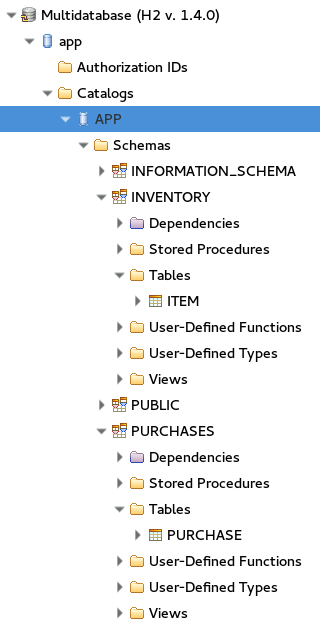 Multidatabase (H2 v. 1.4.0)
app
Authorization IDs
Catalogs
APP
Schemas
INFORMATION_SCHEMA
INVENTORY
Dependencies
Stored Procedures
Tables
ITEM
User-Defined Functions
User-Defined Types
Views
PUBLIC
PURCHASES
Dependencies
Stored Procedures
Tables
PURCHASE
User-Defined Functions
User-Defined Types
Views